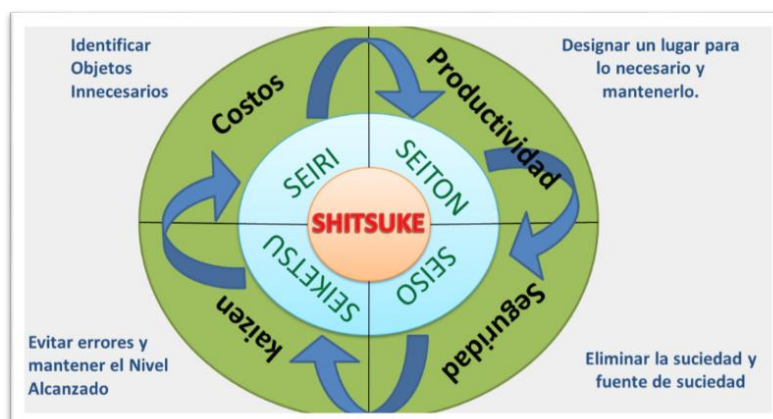 Identificar
Objetos
Innecesarios
Designar un lugar para
lo necesario y
mantenerlo.
Costos
Productividad
SEIRI
SEITON
SHITSUKE
SEIKETSU
SEISO
kaizen
Seguridad
Evitar errores y
mantener el Nivel
Alcanzado
Eliminar la suciedad y
fuente de suciedad